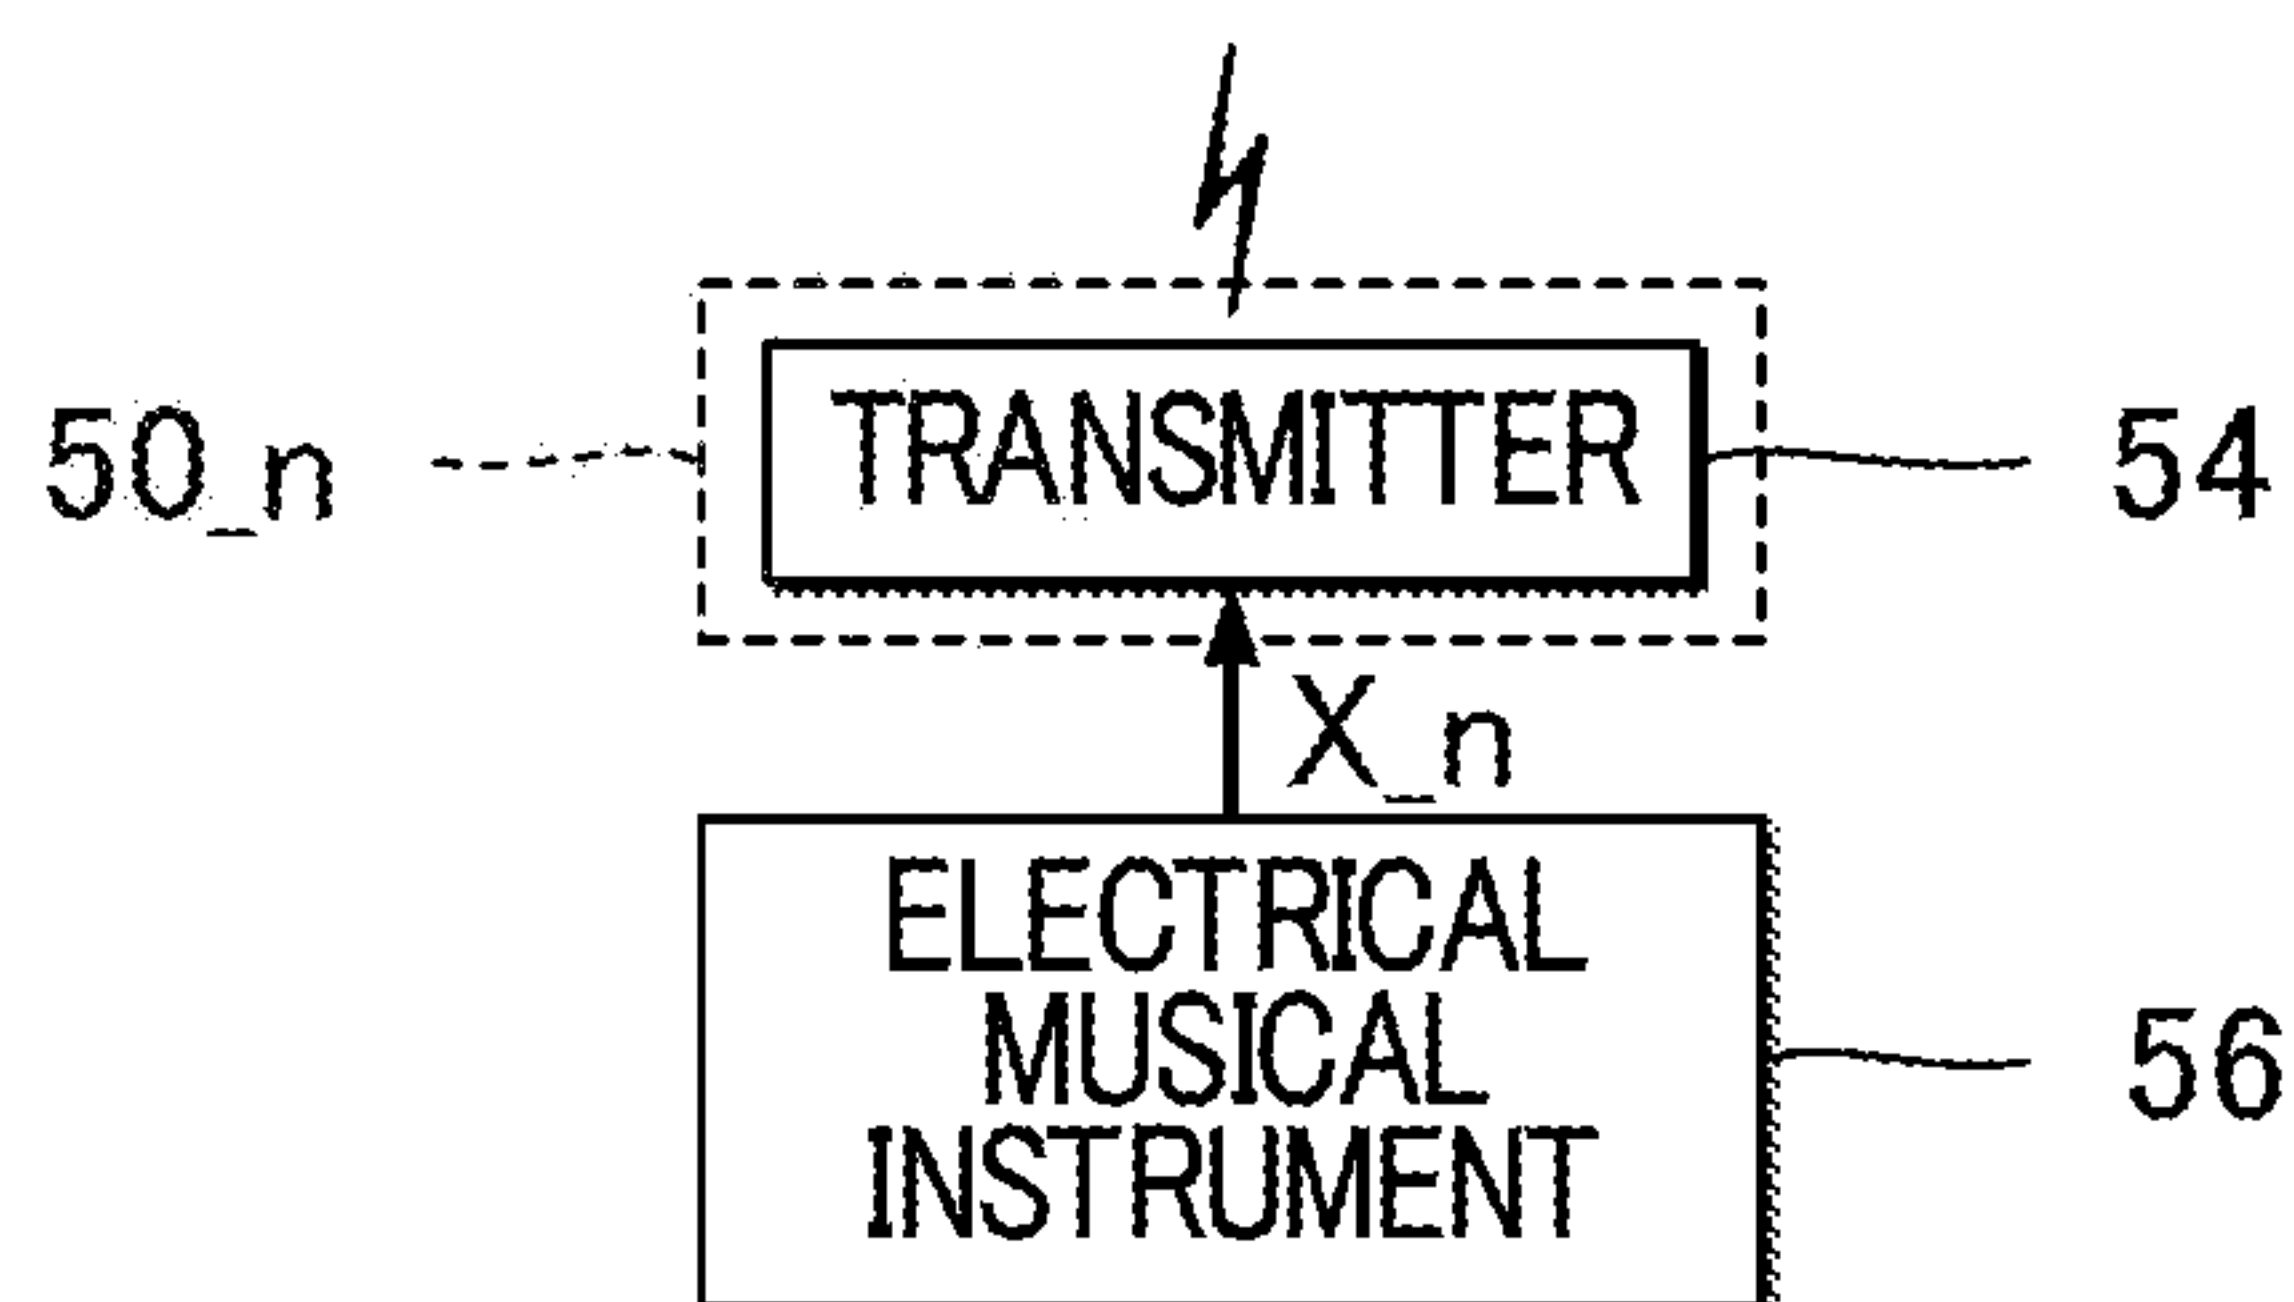 50_n
TRANSMITTER
54
X_n
ELECTRICAL
MUSICAL
INSTRUMENT
56